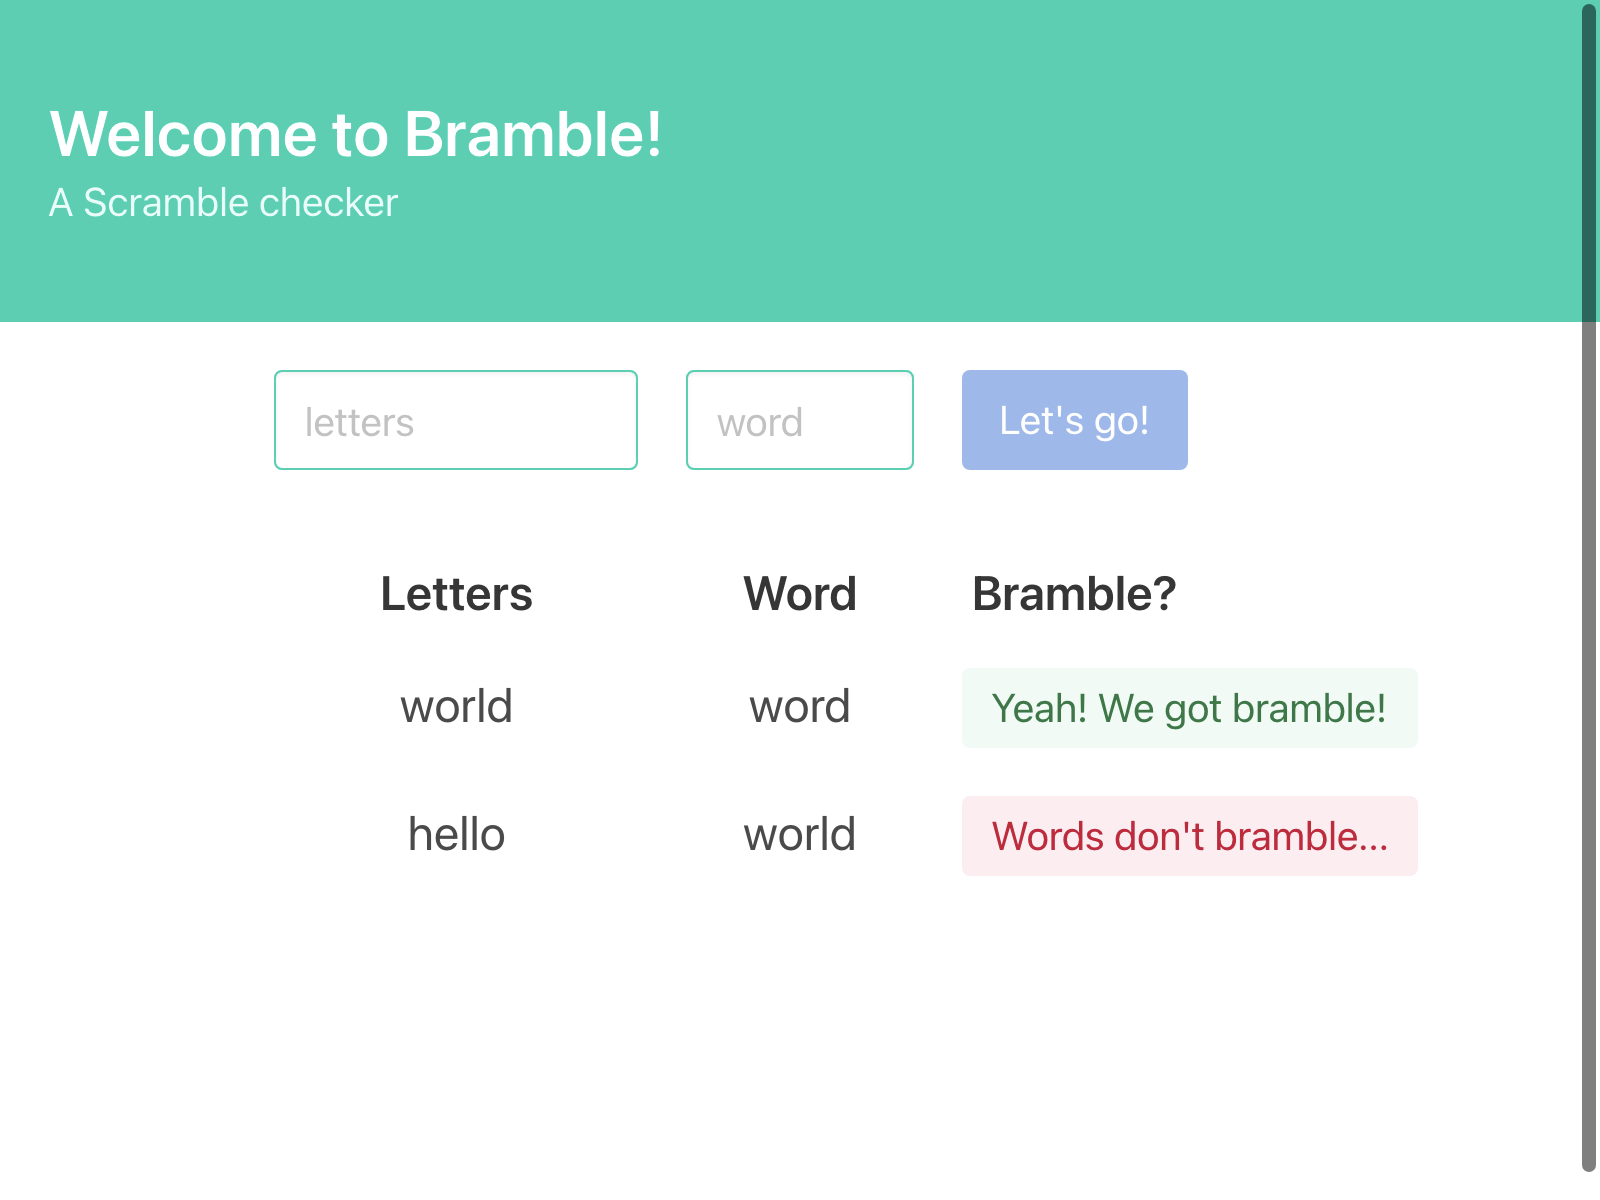 Welcome to Bramble!
A Scramble checker
letters word Let's go!
Letters Word Bramble?
world word Yeah! We got bramble!
hello world Words don't bramble...